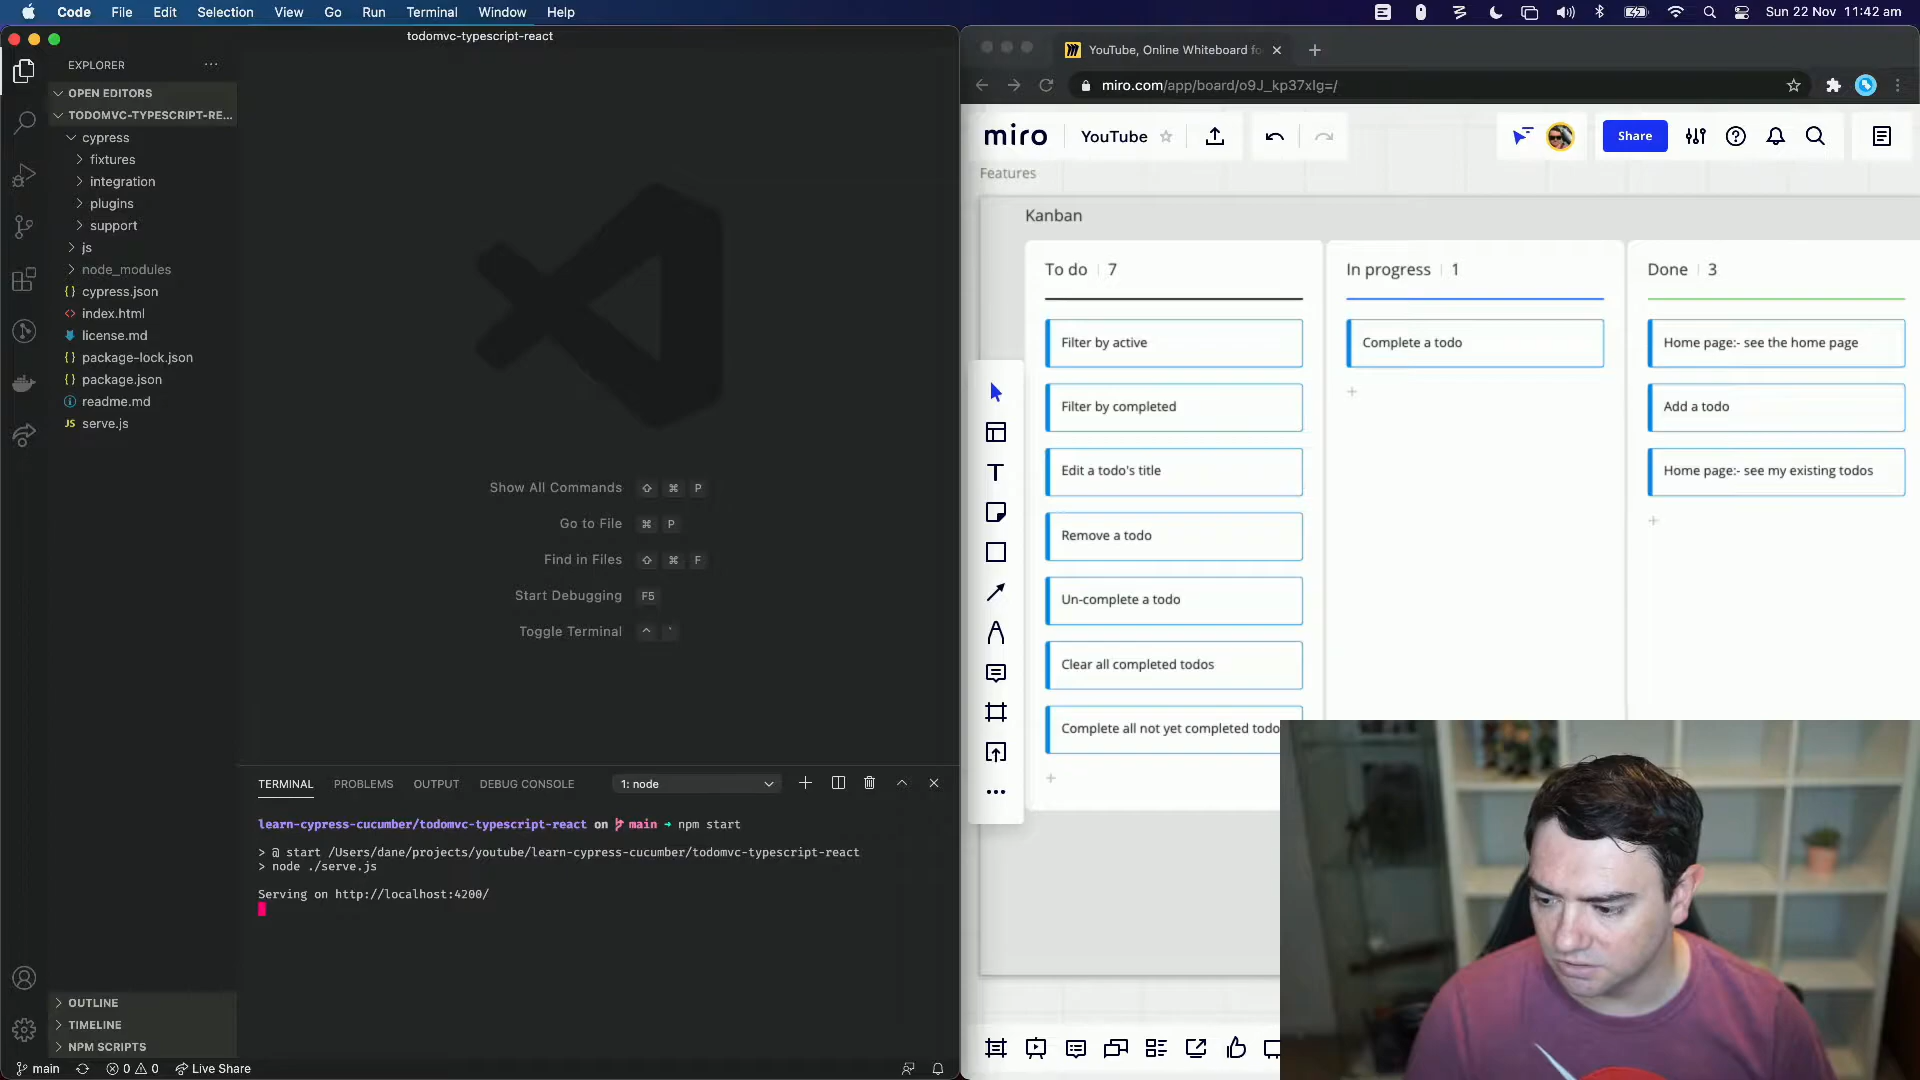 Code File Edit Selection View Go Run Terminal Window Help
Sun 22 Nov 11:42 am
todomvc-typescript-react
EXPLORER
OPEN EDITORS
TODOMVC-TYPESCRIPT-RE...
cypress
fixtures
integration
plugins
support
js
node_modules
cypress.json
index.html
license.md
package-lock.json
package.json
readme.md
serve.js
OUTLINE
TIMELINE
NPM SCRIPTS
Show All Commands ⇧ ⌘ P
Go to File ⌘ P
Find in Files ⇧ ⌘ F
Start Debugging F5
Toggle Terminal ^ `
TERMINAL PROBLEMS OUTPUT DEBUG CONSOLE 1: node
learn-cypress-cucumber/todomvc-typescript-react on main → npm start
> @ start /Users/dane/projects/youtube/learn-cypress-cucumber/todomvc-typescript-react
> node ./serve.js
Serving on http://localhost:4200/
main 0 0 Live Share
YouTube, Online Whiteboard fo
miro.com/app/board/o9J_kp37xIg=/
miro YouTube Share
Features
Kanban
To do 7
Filter by active
Filter by completed
Edit a todo's title
Remove a todo
Un-complete a todo
Clear all completed todos
Complete all not yet completed todo
In progress 1
Complete a todo
Done 3
Home page:- see the home page
Add a todo
Home page:- see my existing todos